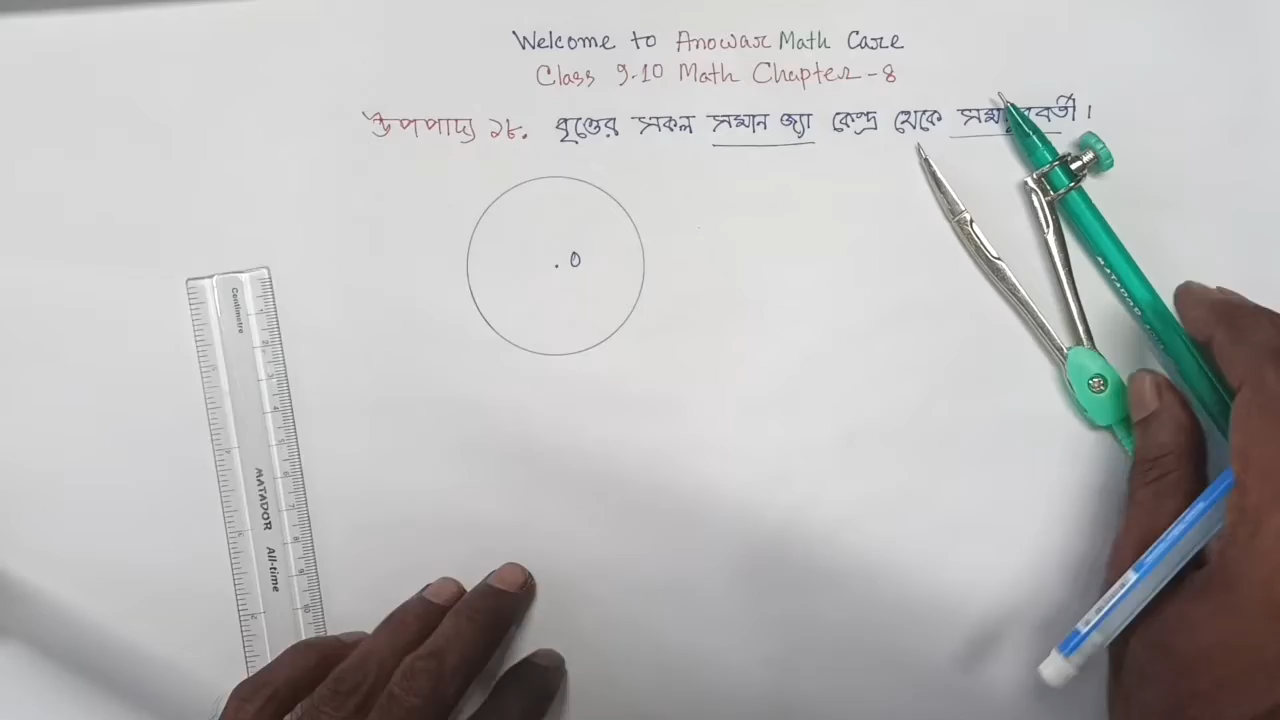 Welcome to Anowar Math Care
Class 9-10 Math Chapter-8
উপপাদ্য ১৮. বৃত্তের সকল সমান জ্যা কেন্দ্র থেকে
O
Centimetre
MATADOR All-time
MATADOR